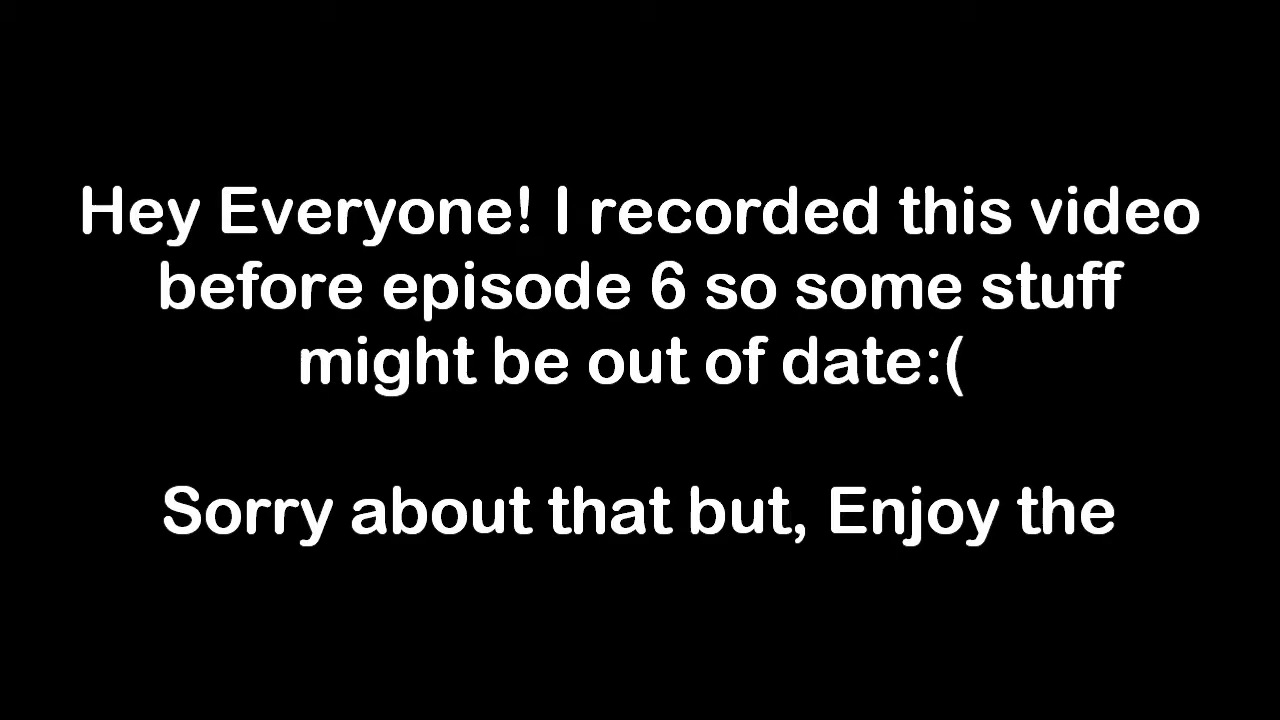 Hey Everyone! I recorded this video
before episode 6 so some stuff
might be out of date:(
Sorry about that but, Enjoy the